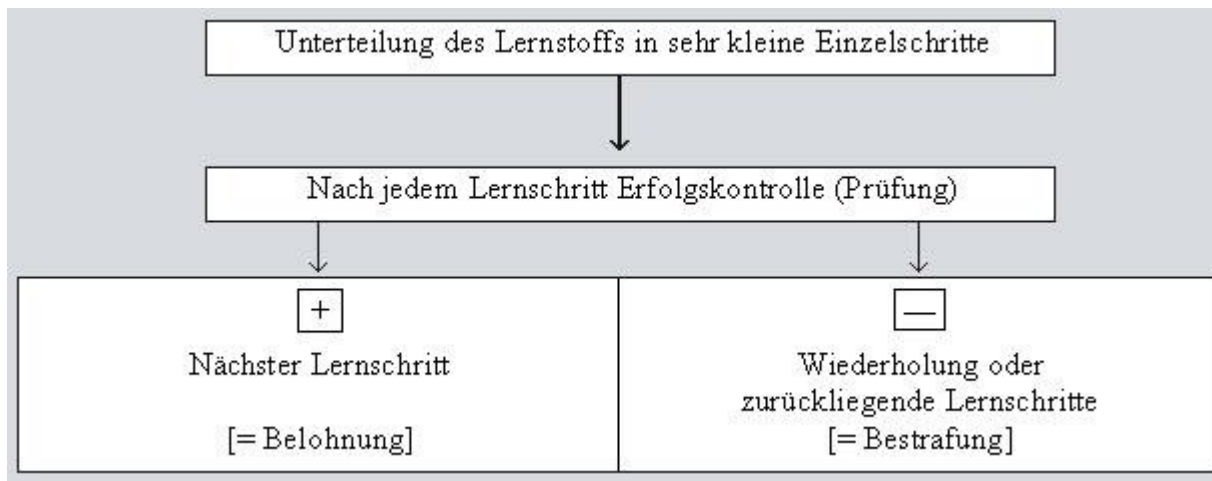 Unterteilung des Lernstoffs in sehr kleine Einzelschritte
Nach jedem Lernschritt Erfolgskontrolle (Prüfung)
+
Nächster Lernschritt
[= Belohnung]
—
Wiederholung oder
zurückliegende Lernschritte
[= Bestrafung]